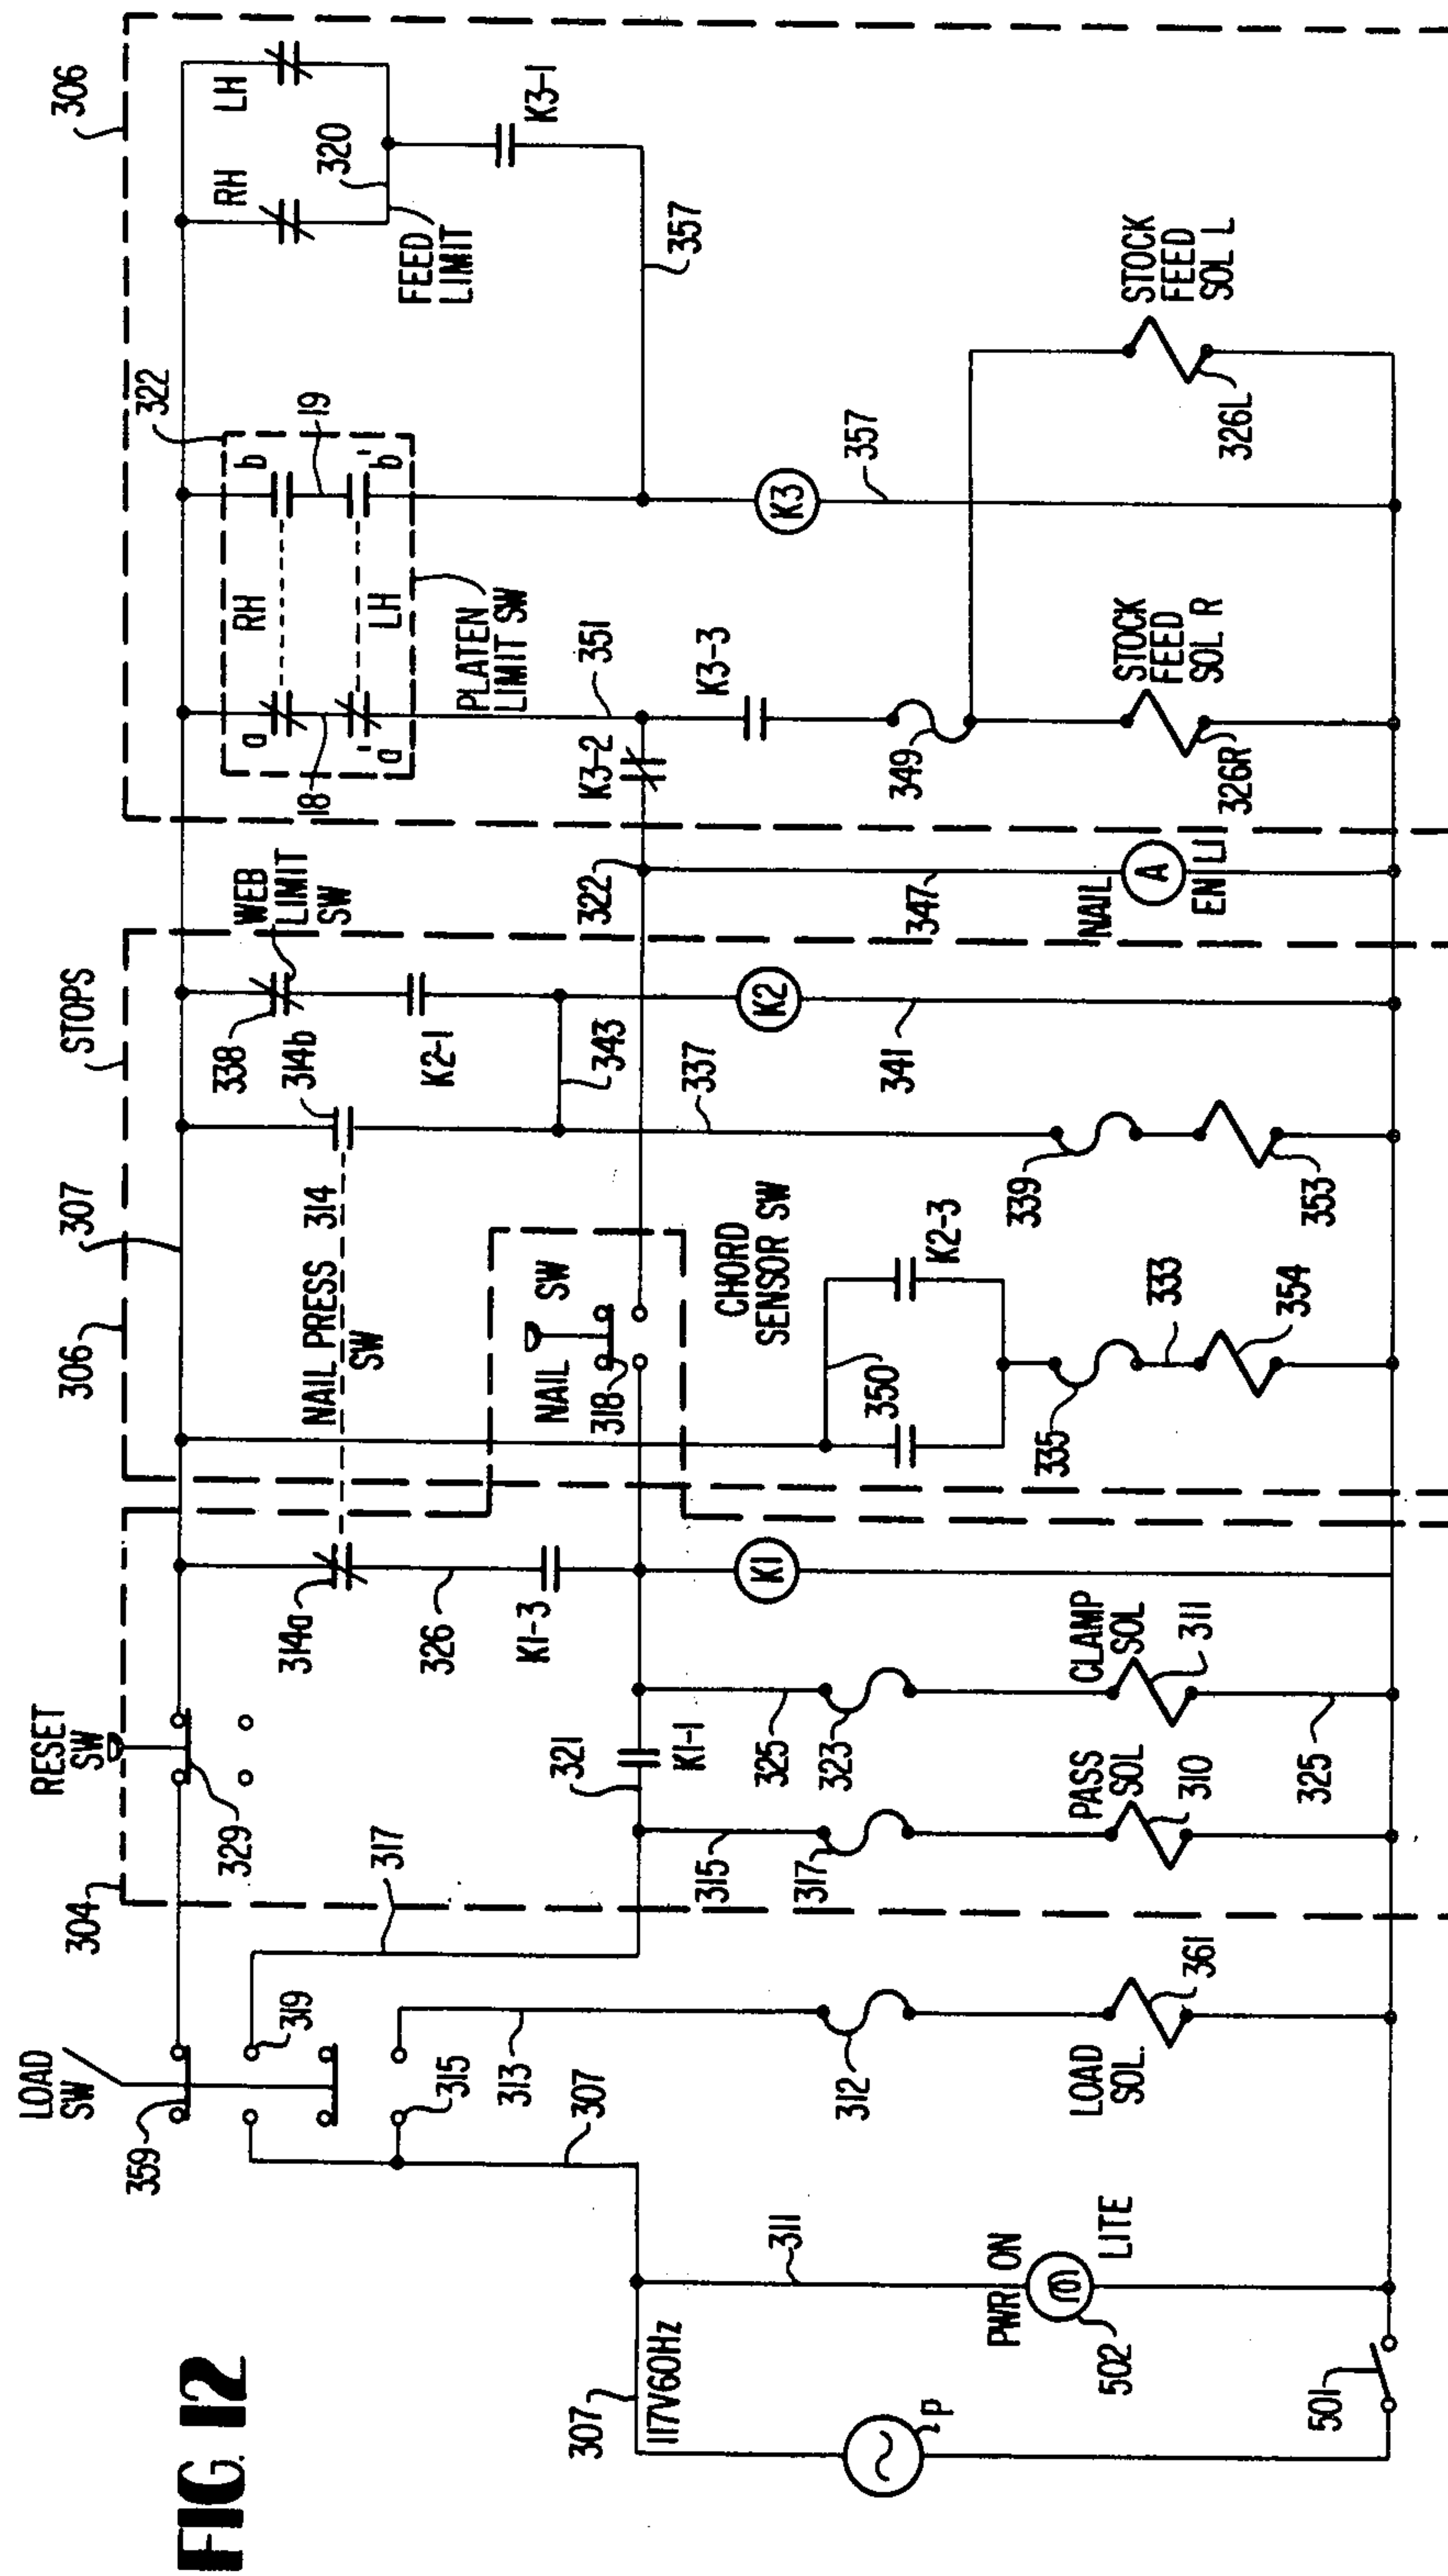 FIG. 12
LOAD
SW
359
319
315
307
317
313
312
LOAD
SOL.
361
307
117V60Hz
P
311
PWR ON
LITE
502
501
304
RESET
SW
329
321
K1-1
315
317
PASS
SOL
310
325
323
CLAMP
SOL
311
325
314a
326
K1-3
K1
306
307
STOPS
NAIL PRESS 314
SW
NAIL
SW
318
CHORD
SENSOR SW
350
K2-3
335
333
354
338
314b
WEB
LIMIT
SW
K2-1
343
337
339
353
K2
341
322
347
NAIL
A
EN LI
306
322
a
RH
b
18
19
a'
LH
b'
PLATEN
LIMIT SW
351
K3-2
K3-3
349
STOCK
FEED
SOL R
326R
K3
357
STOCK
FEED
SOL L
326L
RH
LH
320
FEED
LIMIT
K3-1
357